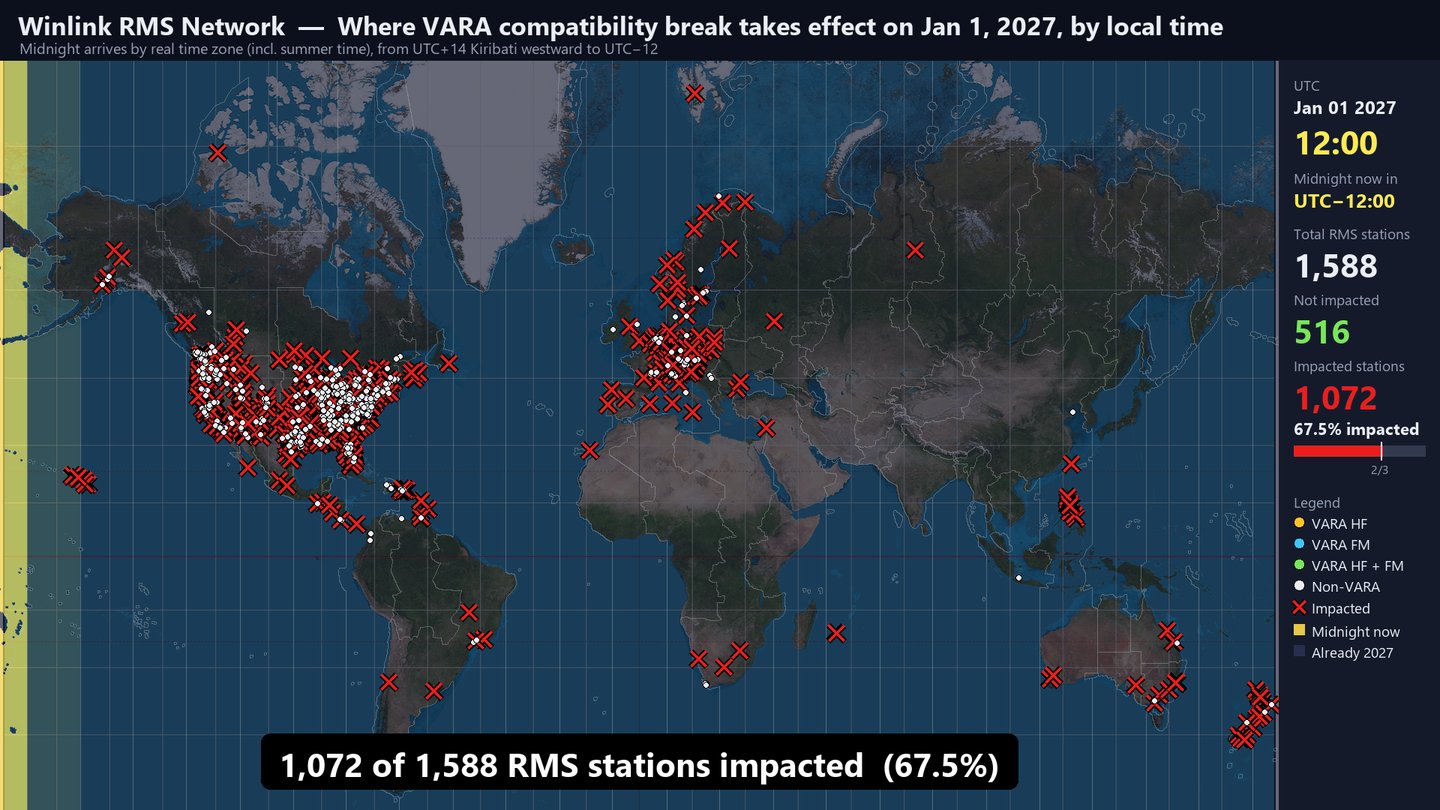 Winlink RMS Network — Where VARA compatibility break takes effect on Jan 1, 2027, by local time
Midnight arrives by real time zone (incl. summer time), from UTC+14 Kiribati westward to UTC−12
UTC
Jan 01 2027
12:00
Midnight now in
UTC−12:00
Total RMS stations
1,588
Not impacted
516
Impacted stations
1,072
67.5% impacted
2/3
Legend
VARA HF
VARA FM
VARA HF + FM
Non-VARA
Impacted
Midnight now
Already 2027
1,072 of 1,588 RMS stations impacted (67.5%)